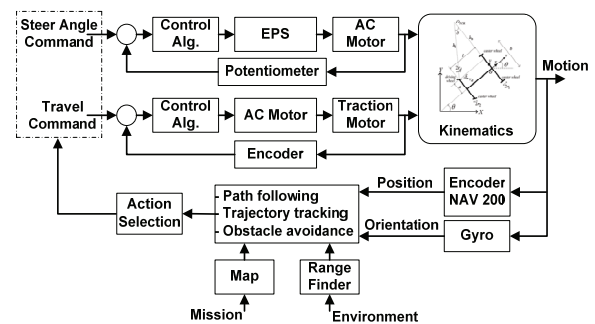 Steer Angle
Command
Control
Alg.
EPS
AC
Motor
Potentiometer
Travel
Command
Control
Alg.
AC Motor
Traction
Motor
Encoder
Kinematics
Motion
Action
Selection
- Path following
- Trajectory tracking
- Obstacle avoidance
Position
Orientation
Encoder
NAV 200
Gyro
Map
Range
Finder
Mission
Environment